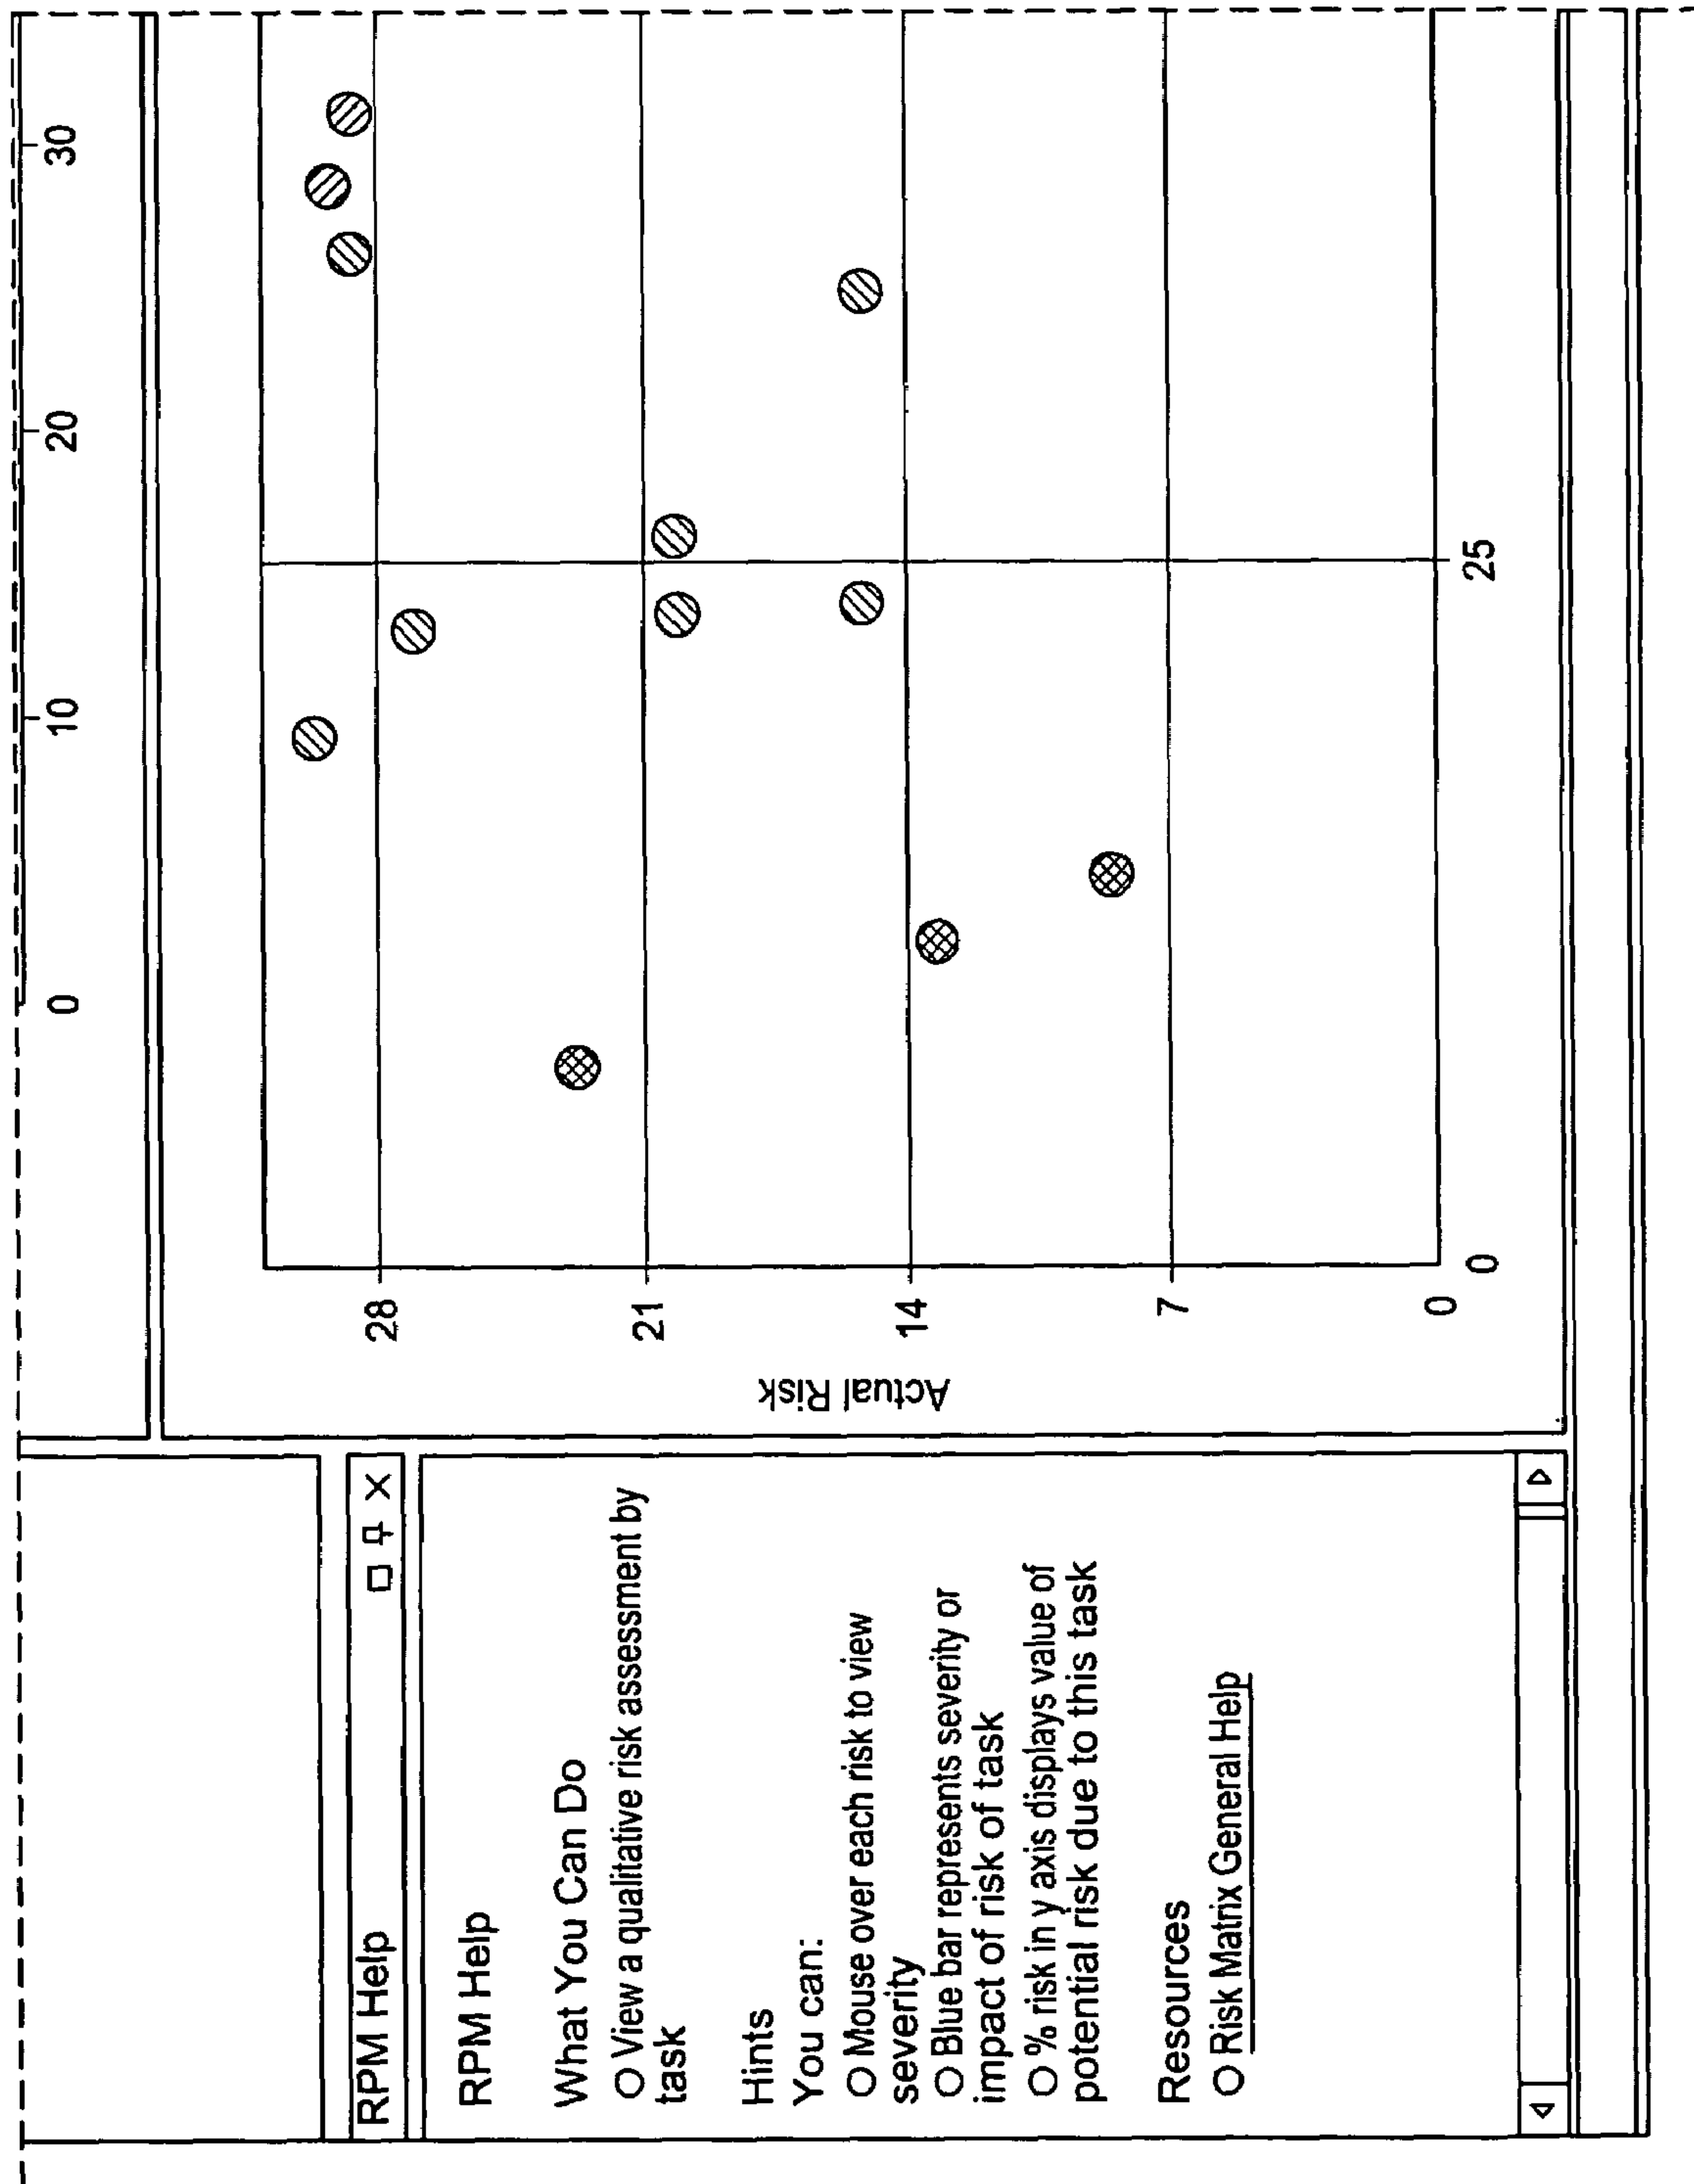 0
10
20
30
RPM Help
RPM Help
What You Can Do
View a qualitative risk assessment by
task
Hints
You can:
Mouse over each risk to view
severity
Blue bar represents severity or
impact of risk of task
% risk in y axis displays value of
potential risk due to this task
Resources
Risk Matrix General Help
Actual Risk
28
21
14
7
0
0
25